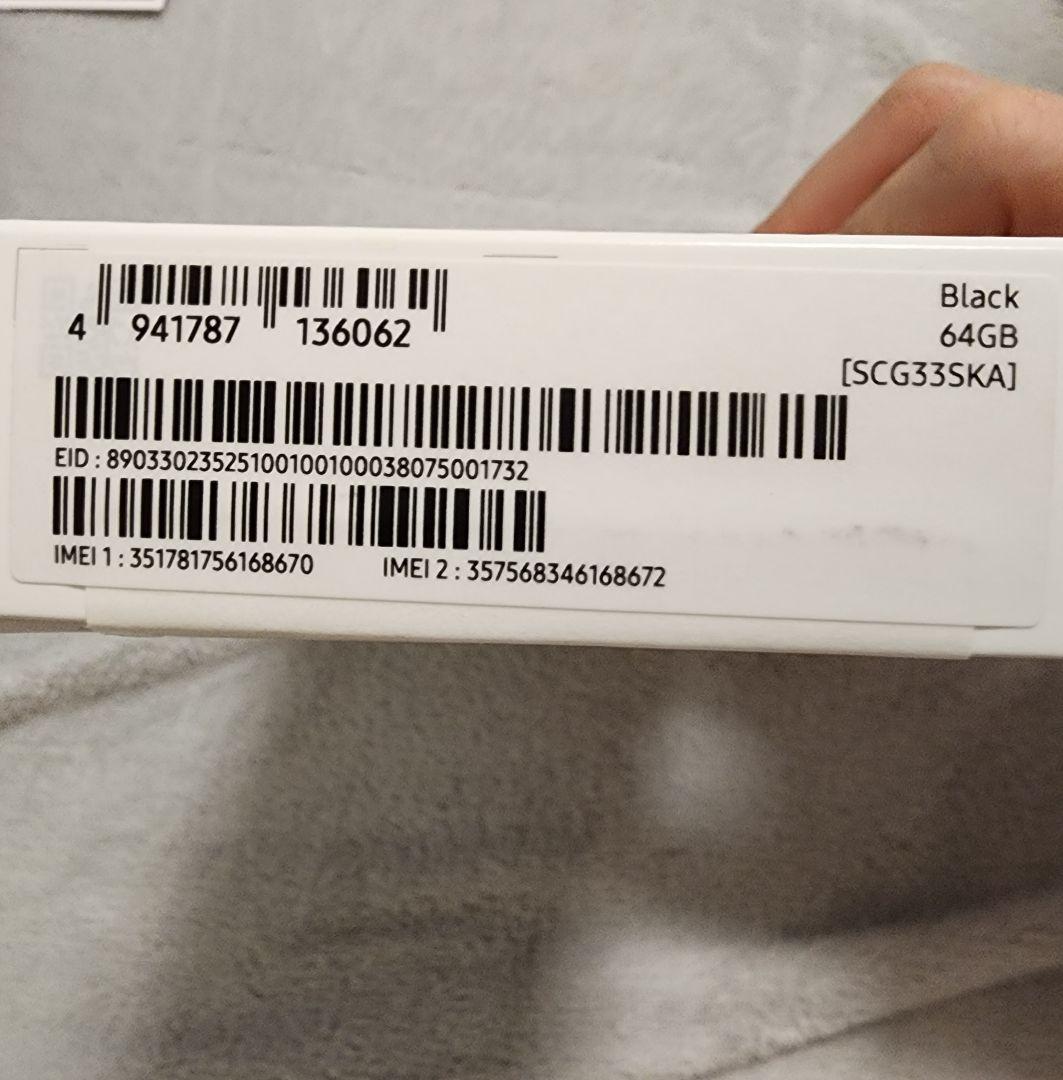 4 941787 136062
Black
64GB
[SCG33SKA]
EID : 89033023525100100100038075001732
IMEI 1 : 351781756168670 IMEI 2 : 357568346168672